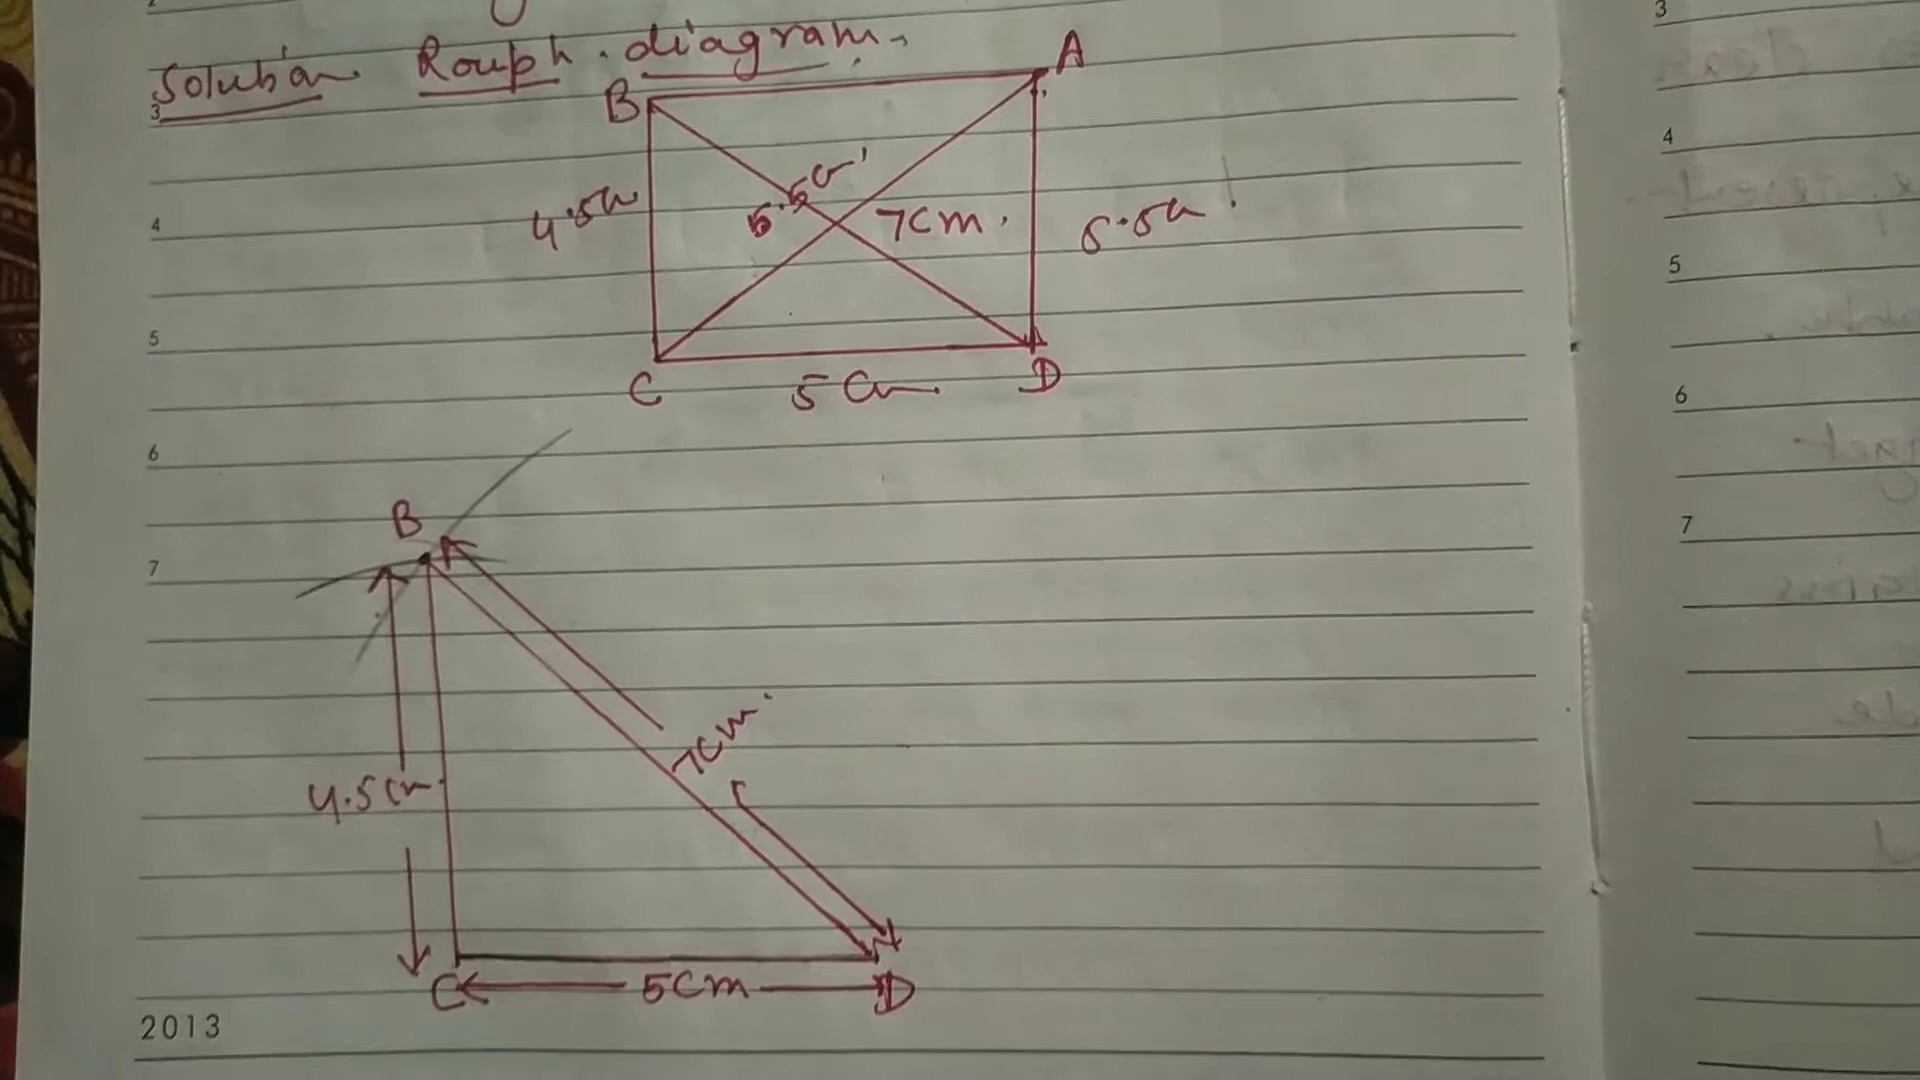 Solution Rough diagram.
B A
4.5cm 5.5cm 7cm. 5.5cm
C 5cm. D
B
7cm.
4.5cm
C 5cm D
2013
3
4
5
6
7
3
4
5
6
7